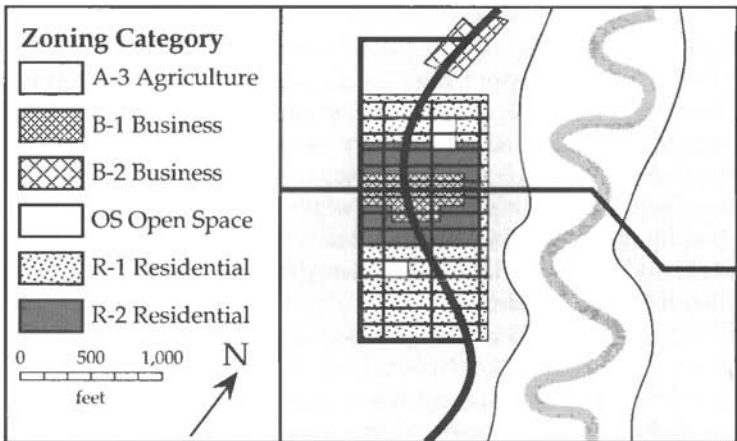 Zoning Category
A-3 Agriculture
B-1 Business
B-2 Business
OS Open Space
R-1 Residential
R-2 Residential
0 500 1,000
feet
N